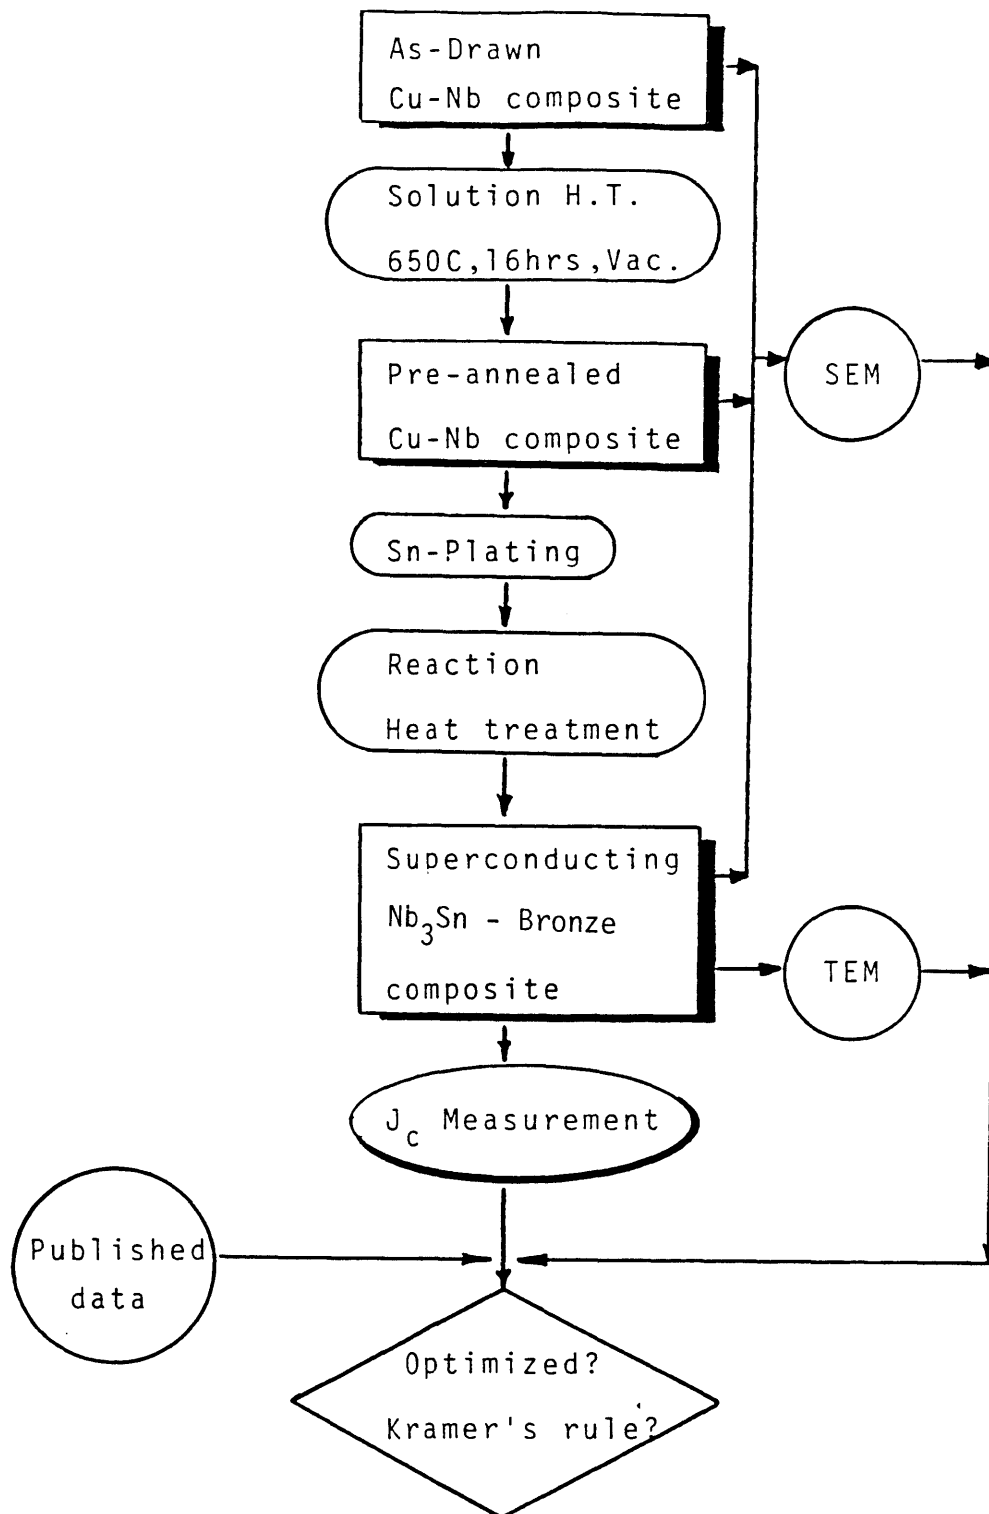 As-Drawn
Cu-Nb composite
Solution H.T.
650C,16hrs,Vac.
Pre-annealed
Cu-Nb composite
SEM
Sn-Plating
Reaction
Heat treatment
Superconducting
Nb₃Sn - Bronze
composite
TEM
J_c Measurement
Published
data
Optimized?
Kramer's rule?